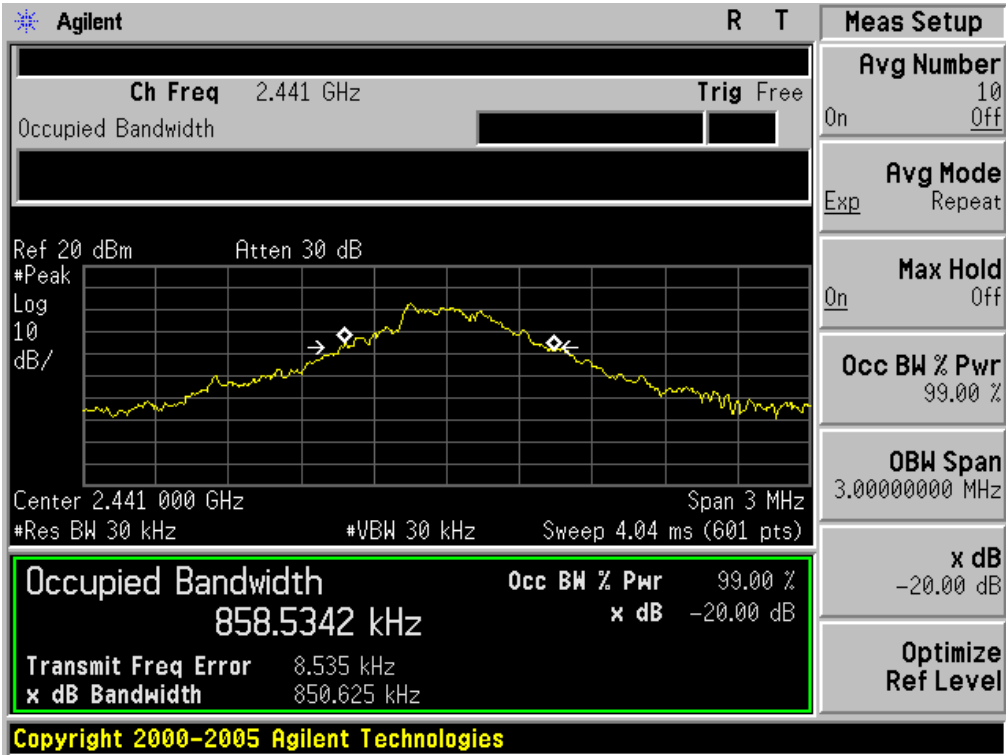 Agilent R T
Ch Freq 2.441 GHz Trig Free
Occupied Bandwidth
Ref 20 dBm Atten 30 dB
#Peak
Log
10
dB/
Center 2.441 000 GHz Span 3 MHz
#Res BW 30 kHz #VBW 30 kHz Sweep 4.04 ms (601 pts)
Occupied Bandwidth Occ BW % Pwr 99.00 %
858.5342 kHz x dB -20.00 dB
Transmit Freq Error 8.535 kHz
x dB Bandwidth 850.625 kHz
Copyright 2000-2005 Agilent Technologies
Meas Setup
Avg Number
10
On Off
Avg Mode
Exp Repeat
Max Hold
On Off
Occ BW % Pwr
99.00 %
OBW Span
3.00000000 MHz
x dB
-20.00 dB
Optimize
Ref Level